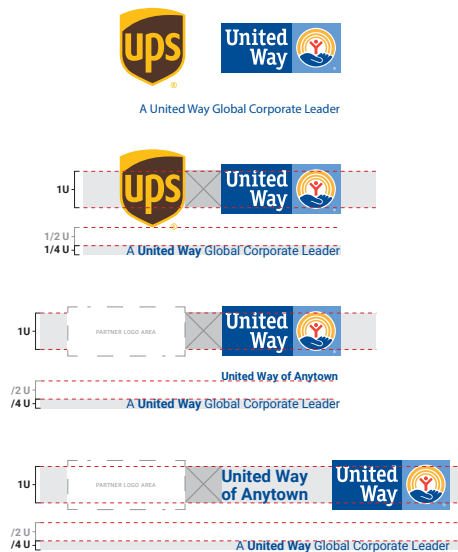 ups
®
United
Way
®
A United Way Global Corporate Leader
ups
®
United
Way
®
1U
1/2 U
1/4 U
A United Way Global Corporate Leader
PARTNER LOGO AREA
United
Way
®
1U
United Way of Anytown
/2 U
/4 U
A United Way Global Corporate Leader
PARTNER LOGO AREA
United Way
of Anytown
United
Way
®
1U
/2 U
/4 U
A United Way Global Corporate Leader